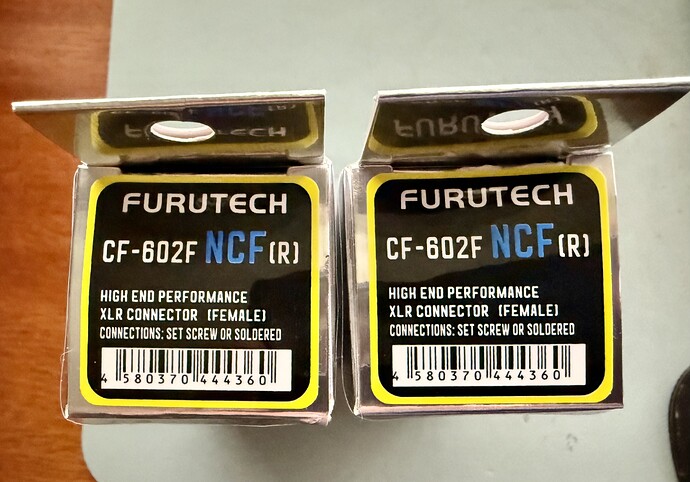 FURUTECH
CF-602F NCF (R)
HIGH END PERFORMANCE
XLR CONNECTOR (FEMALE)
CONNECTIONS: SET SCREW OR SOLDERED
4 580370 444360
FURUTECH
CF-602F NCF (R)
HIGH END PERFORMANCE
XLR CONNECTOR (FEMALE)
CONNECTIONS: SET SCREW OR SOLDERED
4 580370 444360